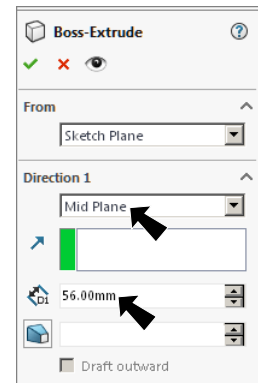 Boss-Extrude
From
Sketch Plane
Direction 1
Mid Plane
D1
56.00mm
Draft outward